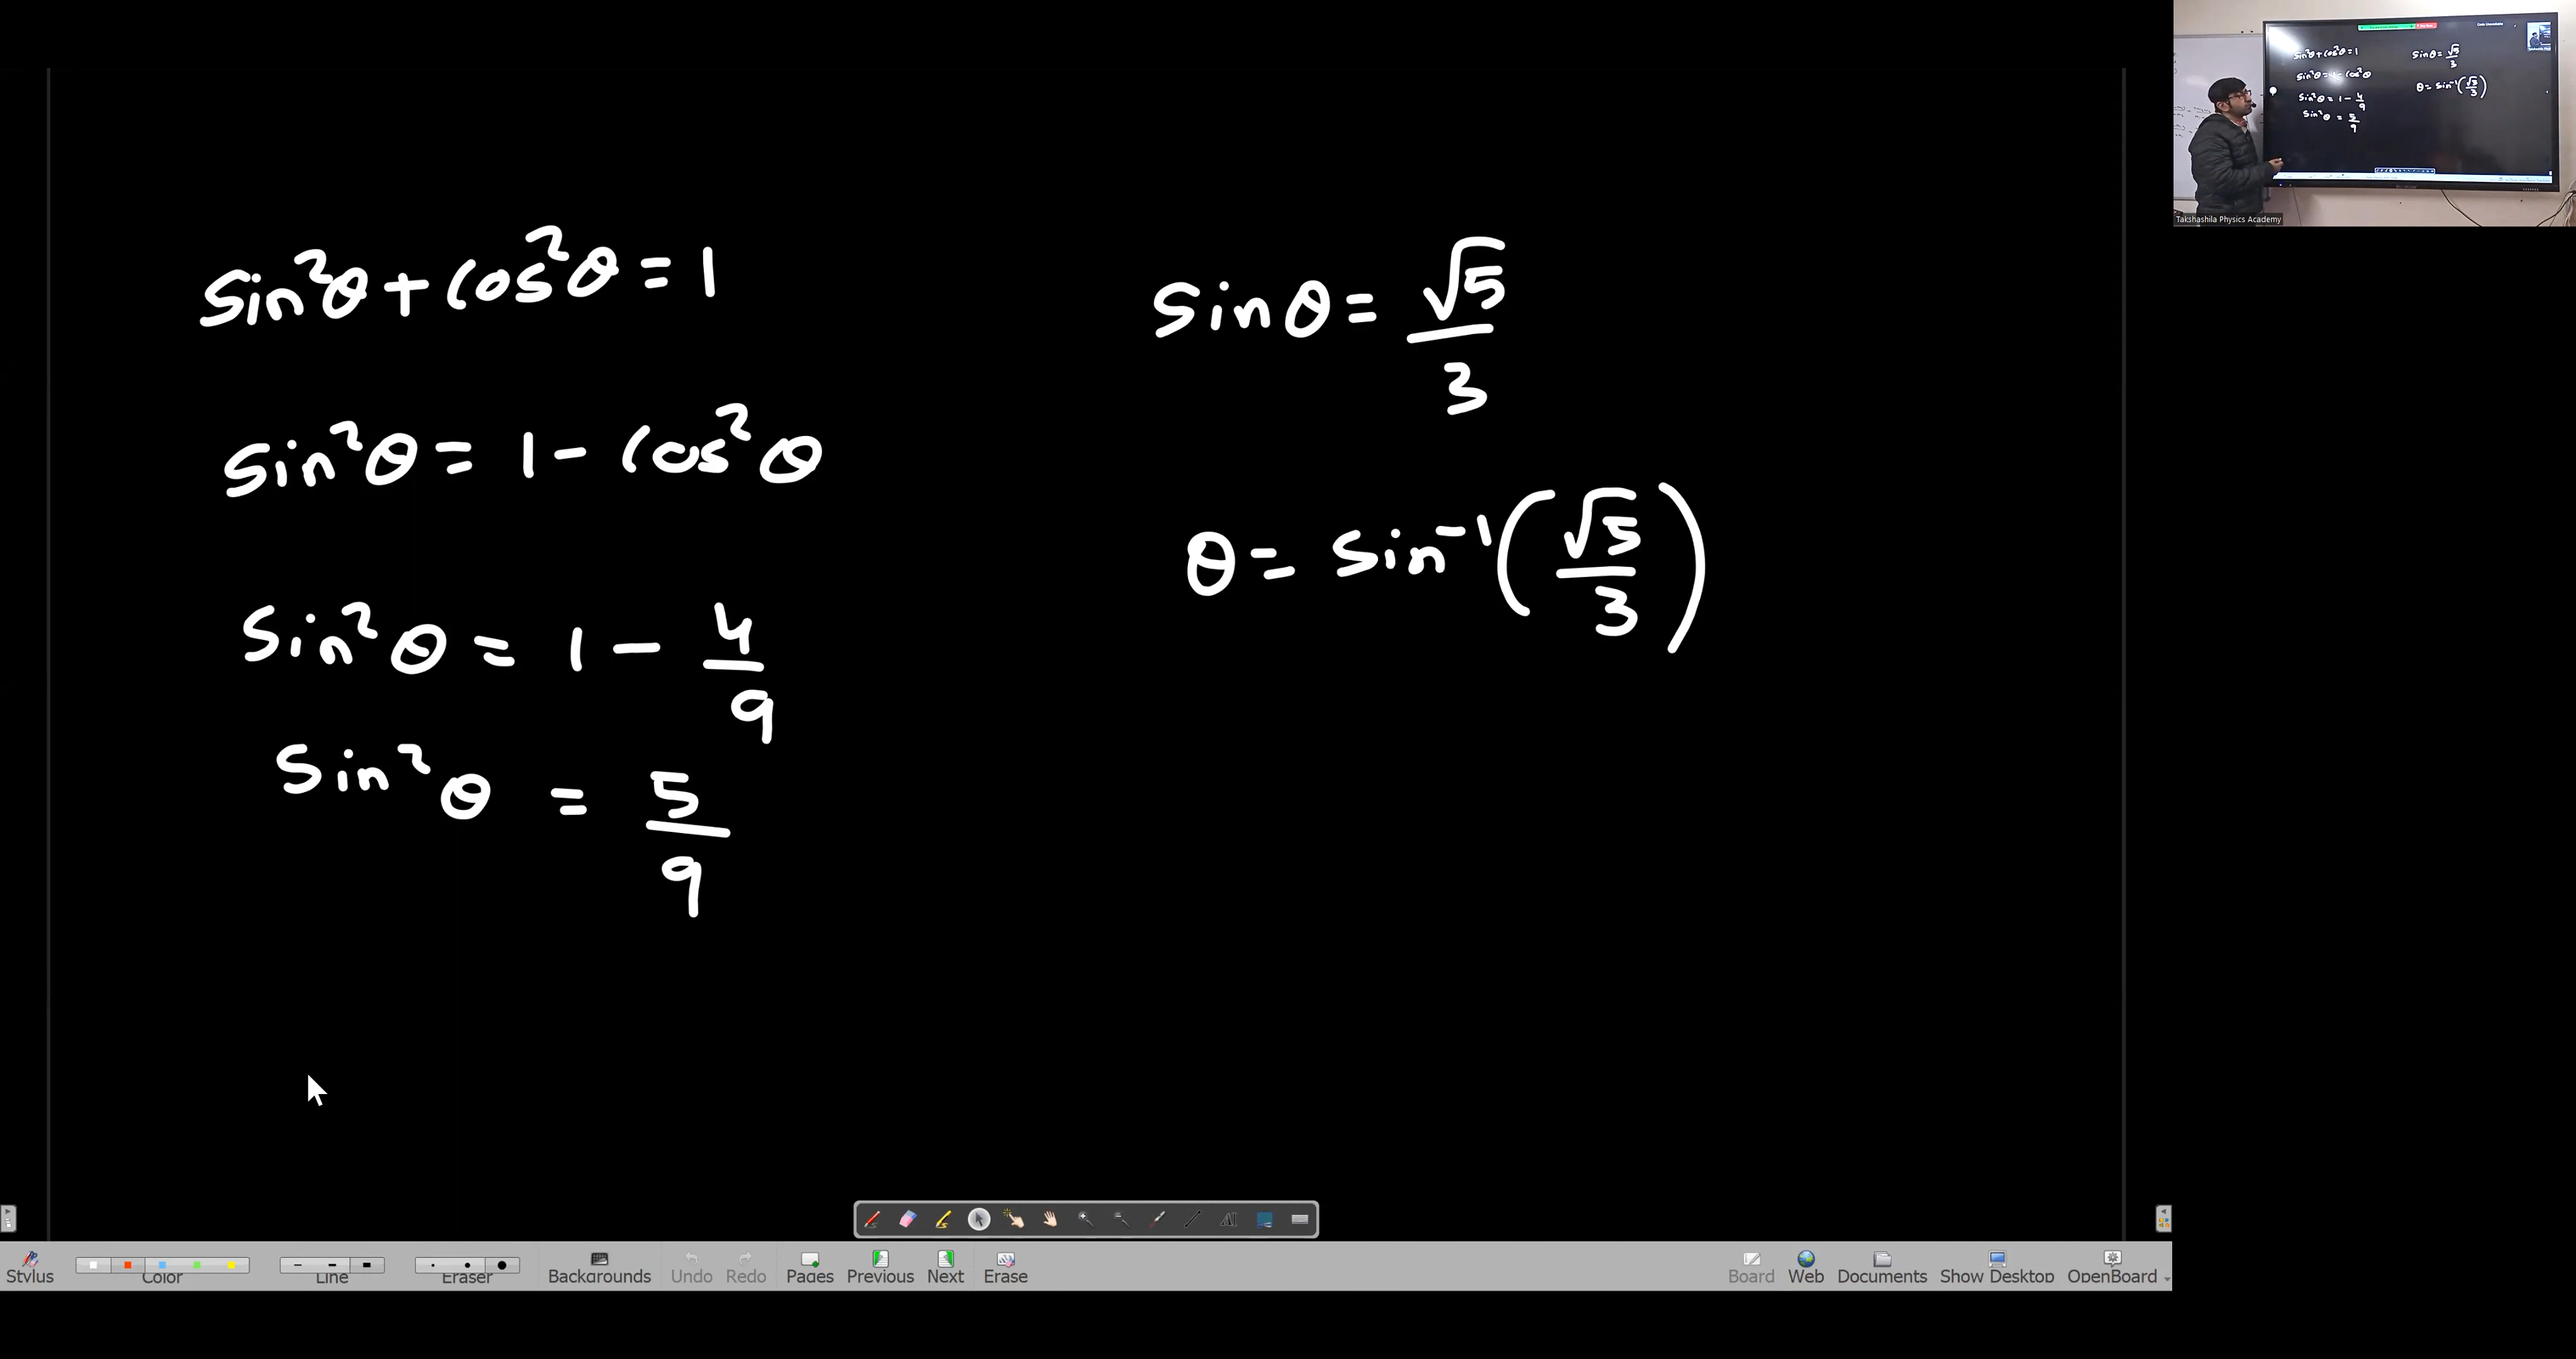 sin²θ + cos²θ = 1
sin²θ = 1 - cos²θ
sin²θ = 1 - 4/9
sin²θ = 5/9
sinθ = √5/3
θ = sin⁻¹(√5/3)
Takshashila Physics Academy
Stylus
Color
Line
Eraser
Backgrounds
Undo
Redo
Pages
Previous
Next
Erase
Board
Web
Documents
Show Desktop
OpenBoard